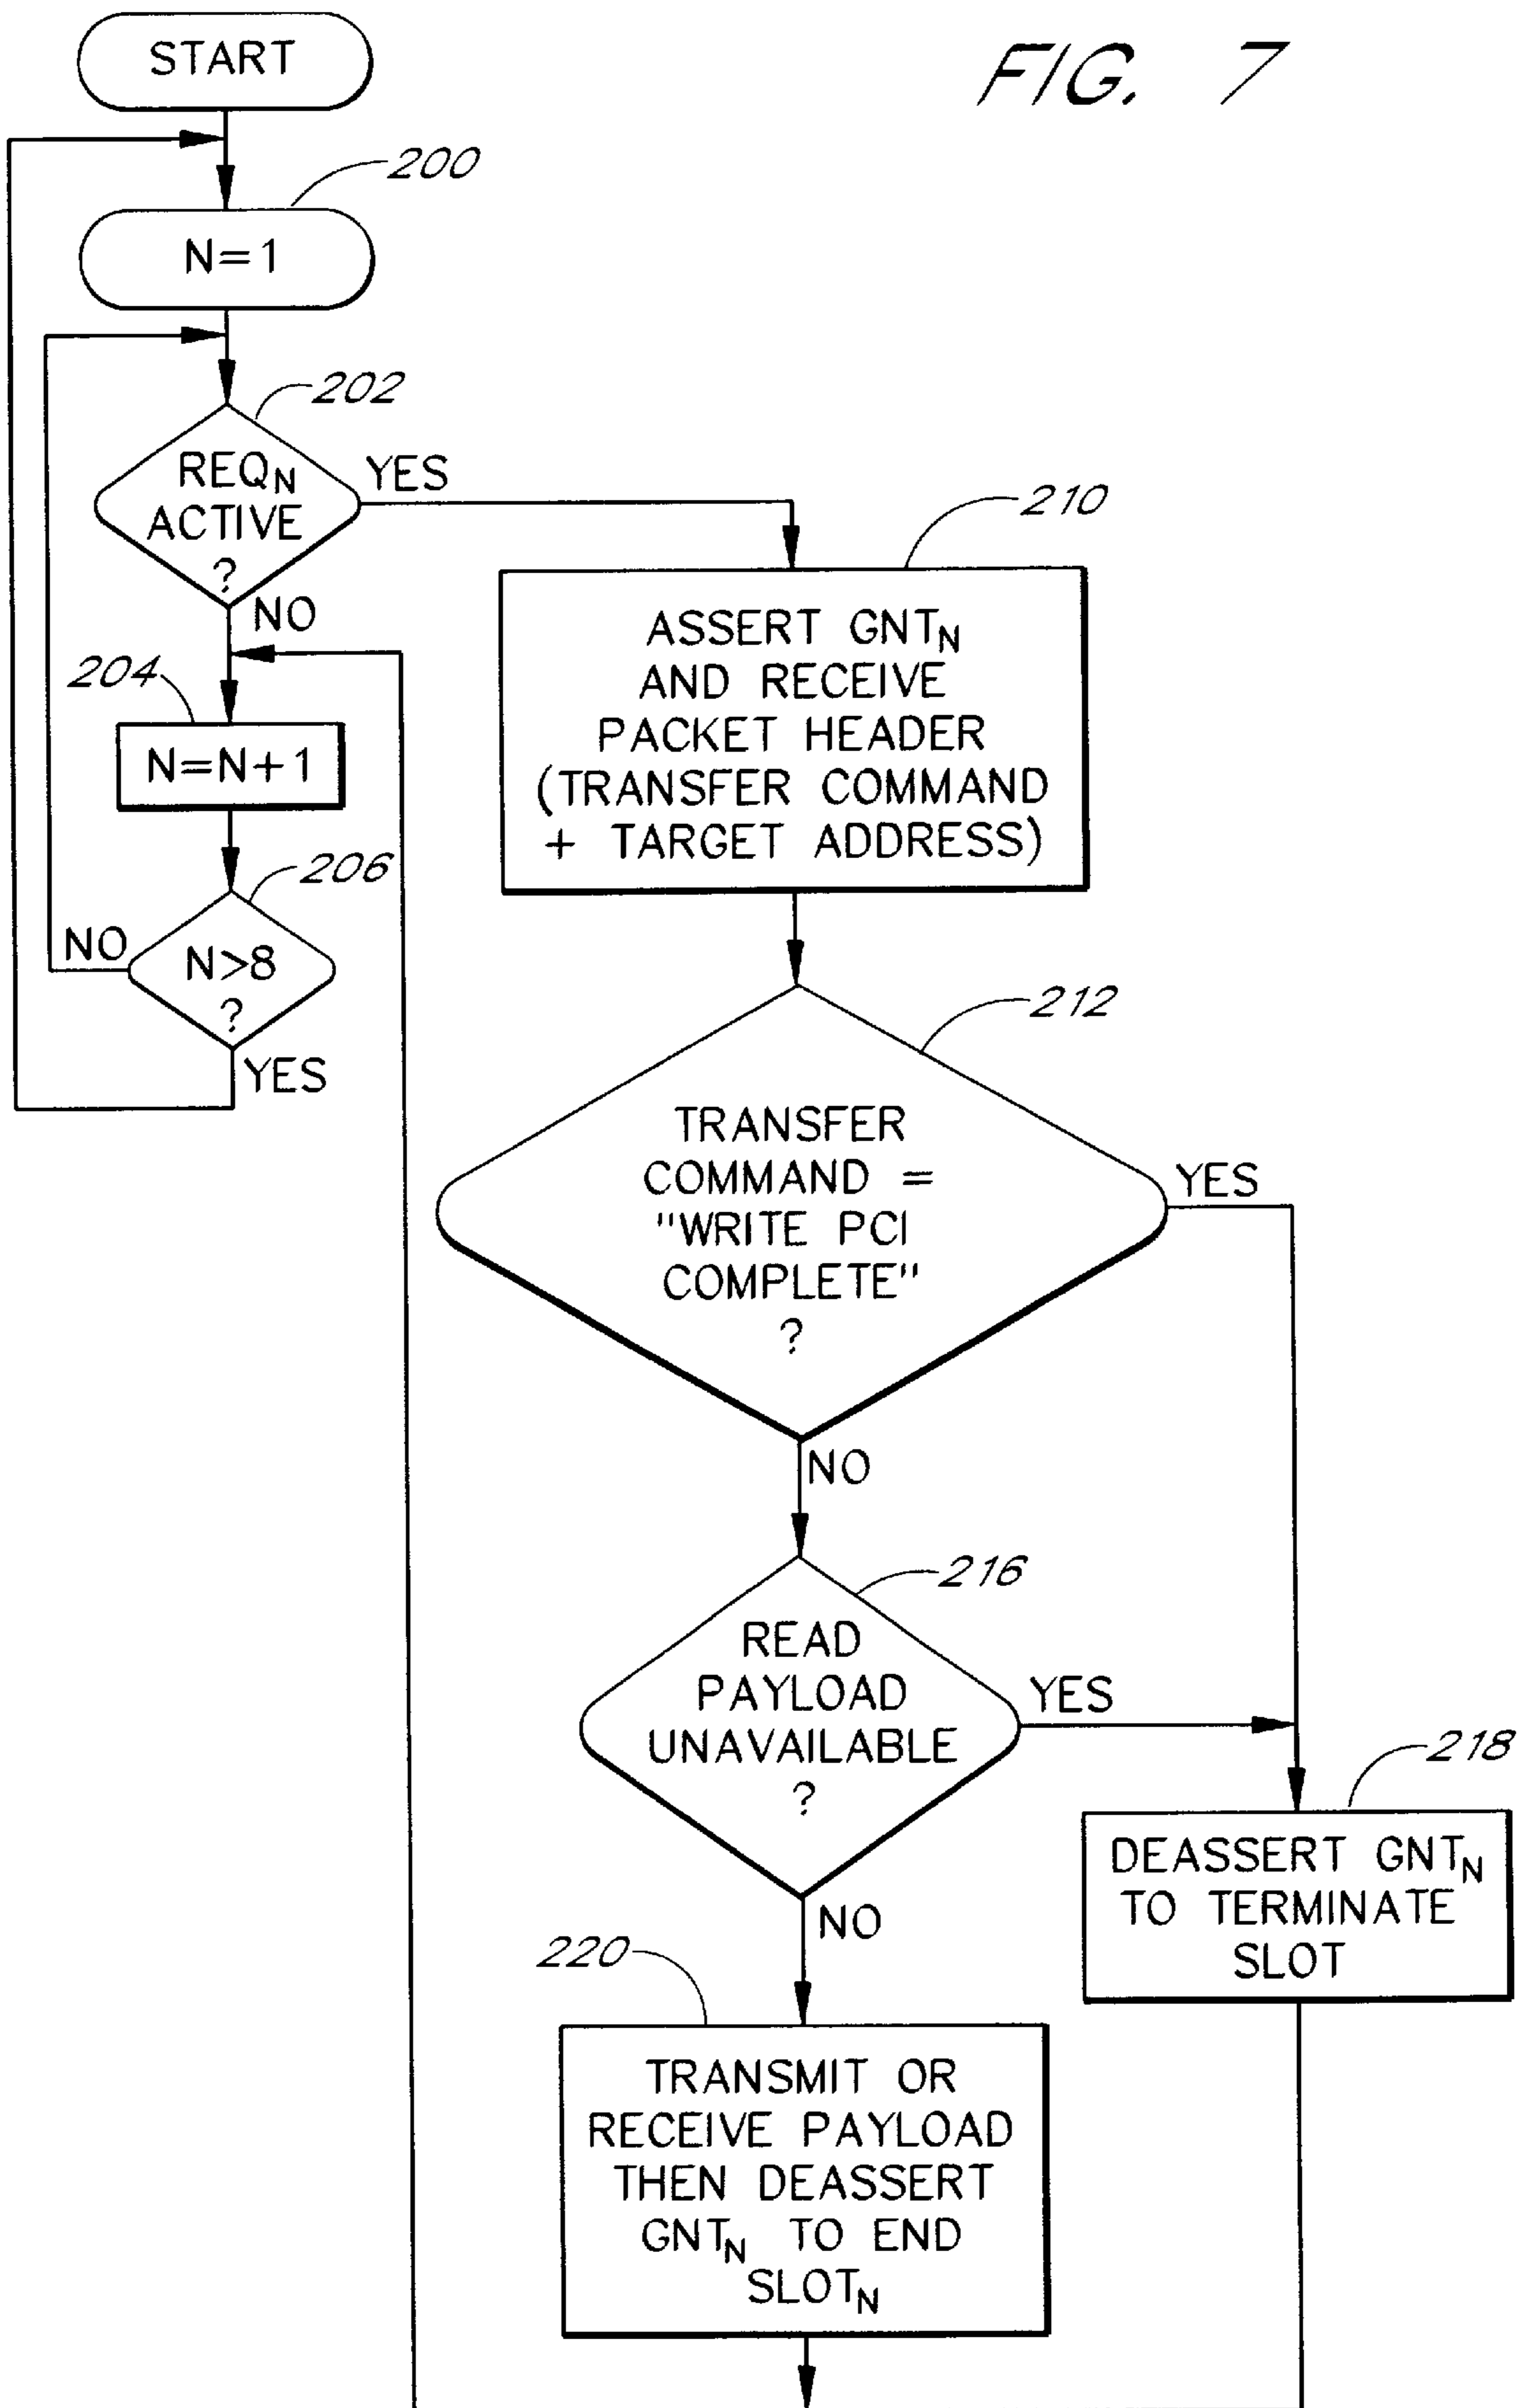 FIG. 7
START
200
N=1
202
REQN
ACTIVE
?
YES
NO
204
N=N+1
206
N>8
?
NO
YES
210
ASSERT GNTN
AND RECEIVE
PACKET HEADER
(TRANSFER COMMAND
+ TARGET ADDRESS)
212
TRANSFER
COMMAND =
"WRITE PCI
COMPLETE"
?
YES
NO
216
READ
PAYLOAD
UNAVAILABLE
?
YES
NO
218
DEASSERT GNTN
TO TERMINATE
SLOT
220
TRANSMIT OR
RECEIVE PAYLOAD
THEN DEASSERT
GNTN TO END
SLOTN